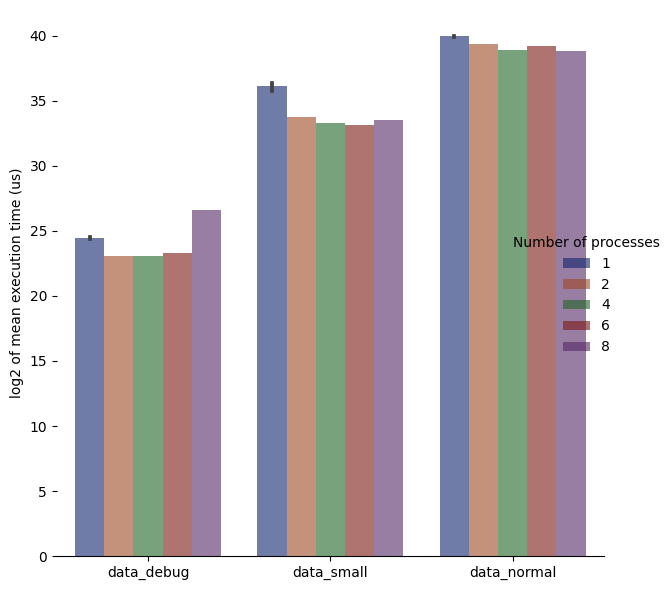 log2 of mean execution time (us)
40
35
30
25
20
15
10
5
0
data_debug
data_small
data_normal
Number of processes
1
2
4
6
8